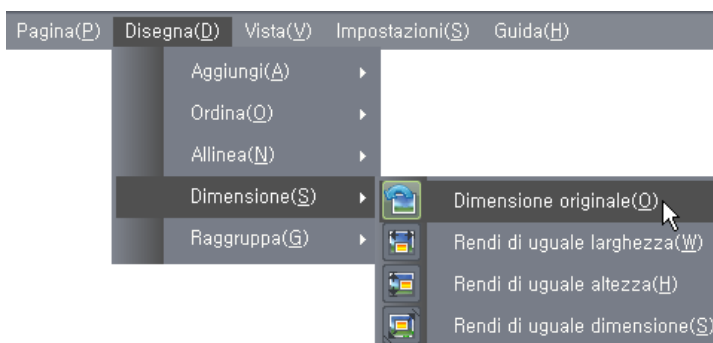 Pagina(P) Disegna(D) Vista(V) Impostazioni(S) Guida(H)
Aggiungi(A)
Ordina(O)
Allinea(N)
Dimensione(S)
Raggruppa(G)
Dimensione originale(O)
Rendi di uguale larghezza(W)
Rendi di uguale altezza(H)
Rendi di uguale dimensione(S)